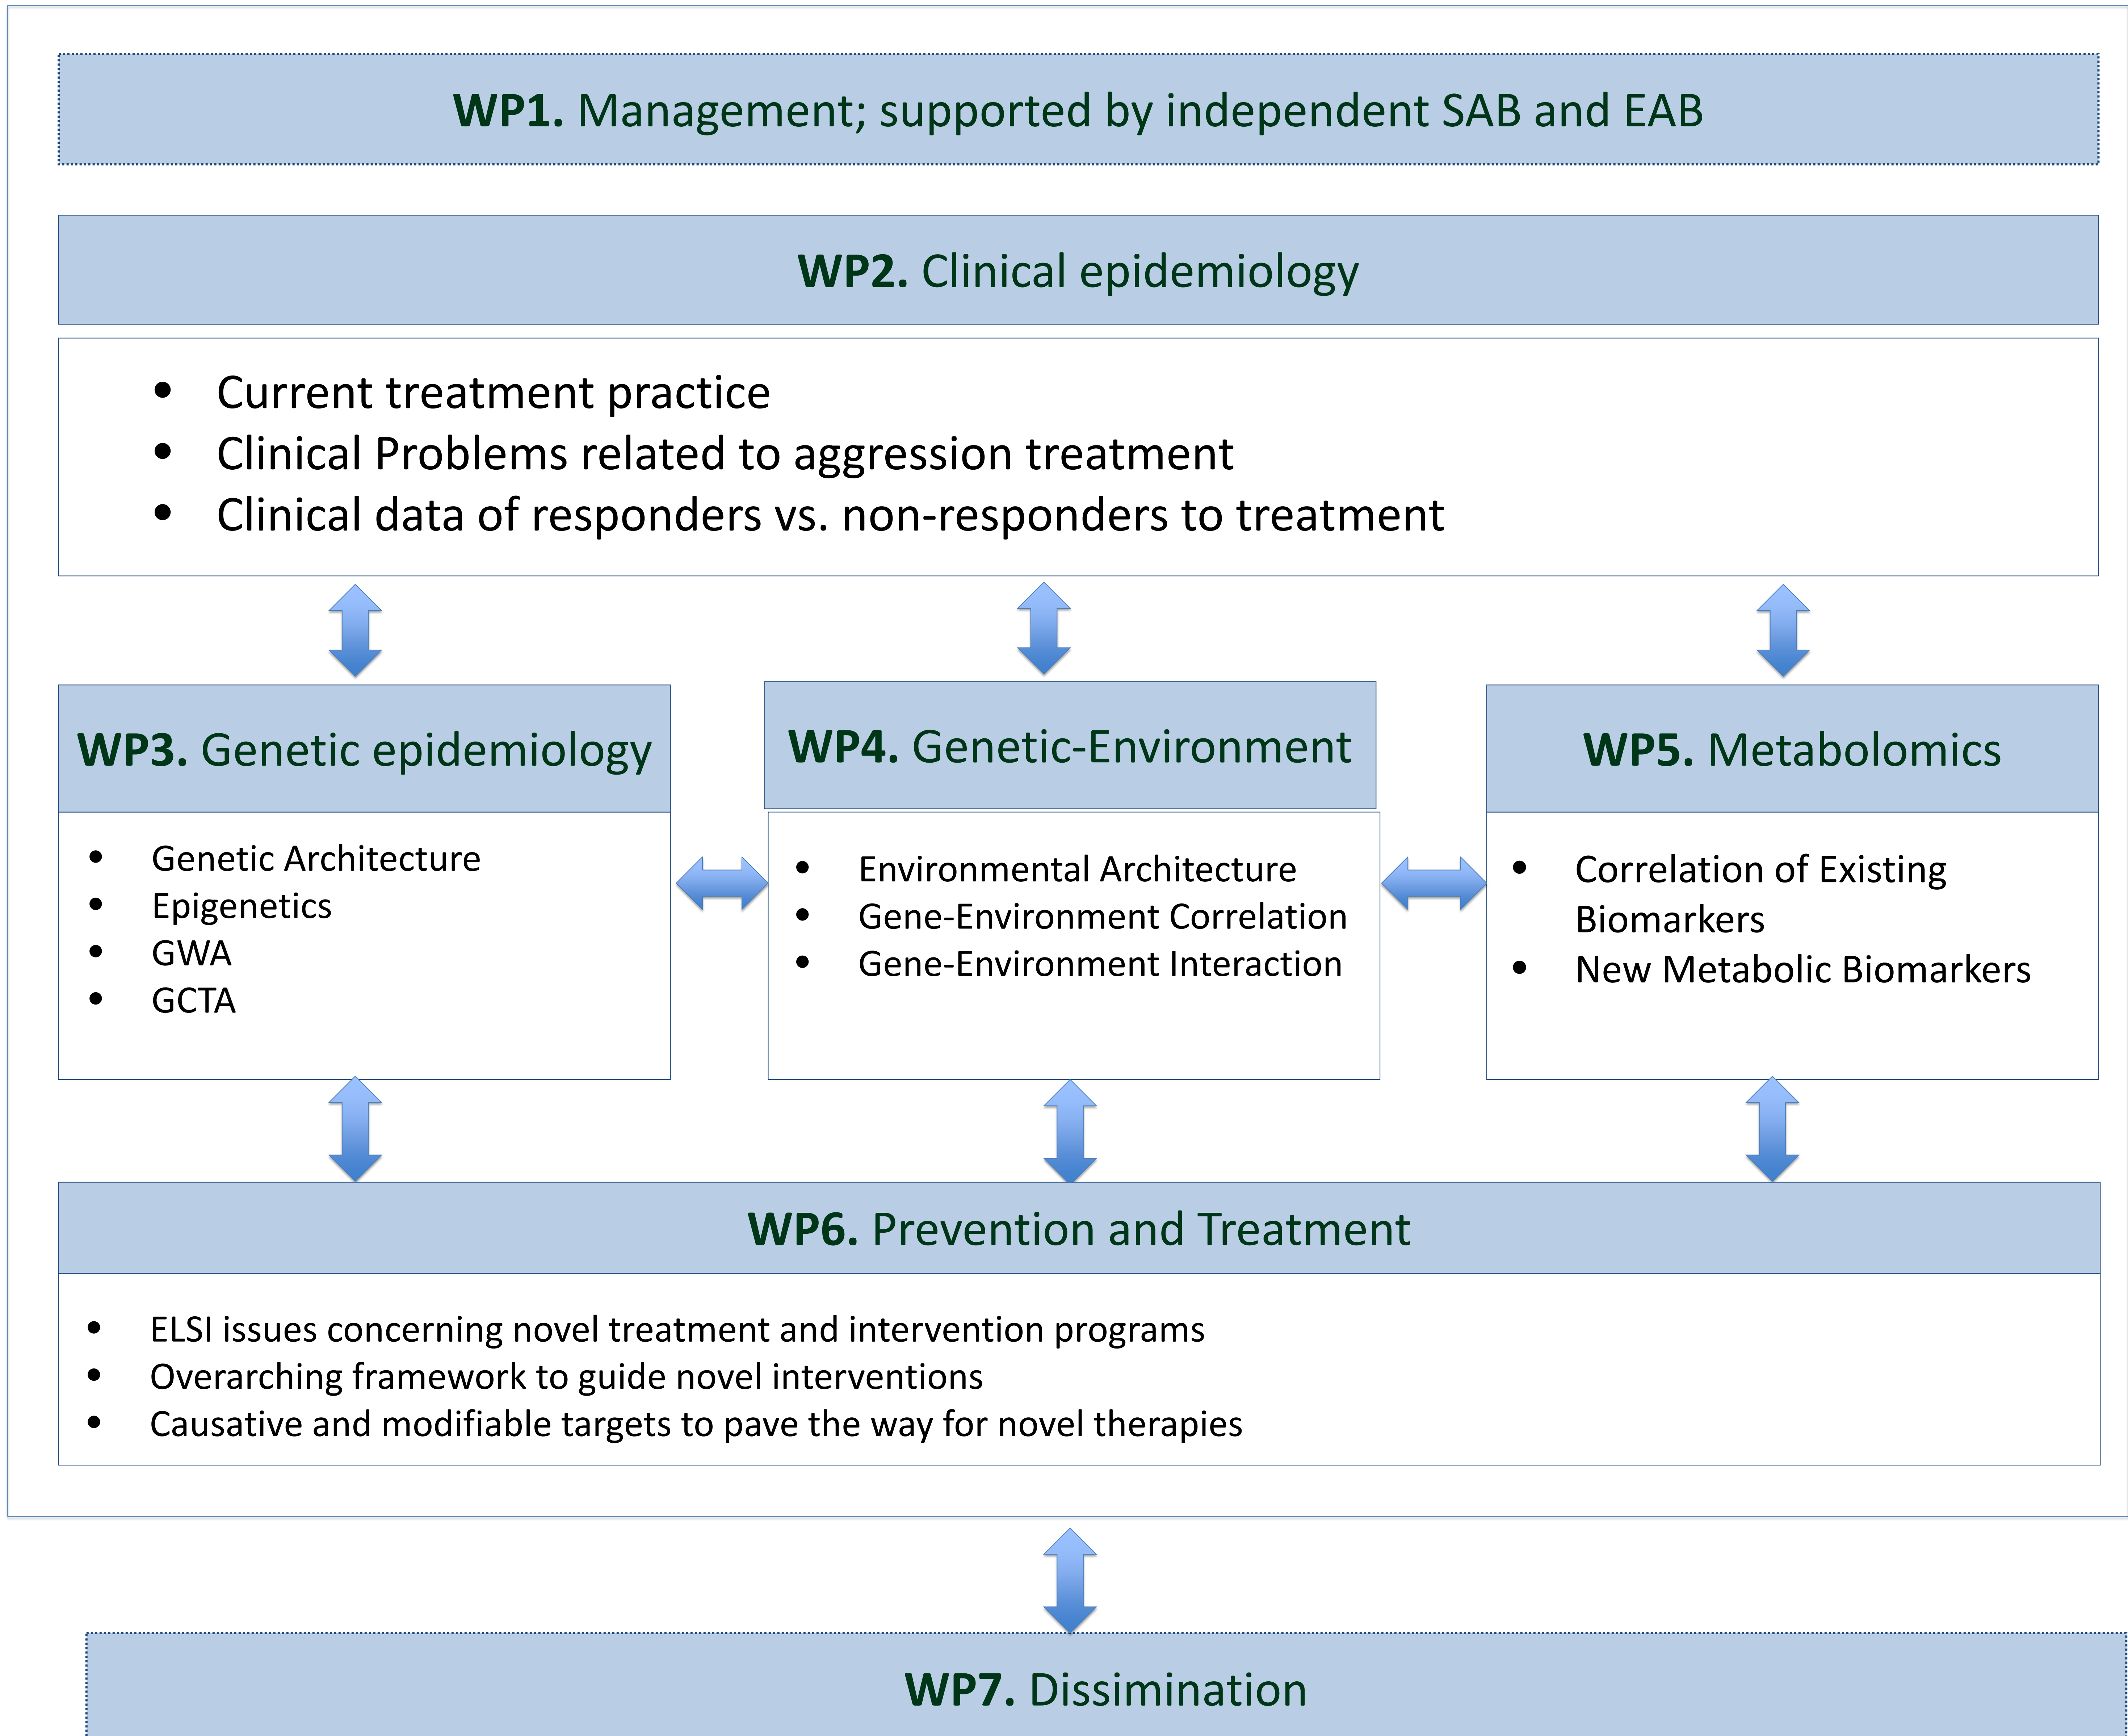 WP1. Management; supported by independent SAB and EAB
WP2. Clinical epidemiology
• Current treatment practice
• Clinical Problems related to aggression treatment
• Clinical data of responders vs. non-responders to treatment
WP3. Genetic epidemiology
• Genetic Architecture
• Epigenetics
• GWA
• GCTA
WP4. Genetic-Environment
• Environmental Architecture
• Gene-Environment Correlation
• Gene-Environment Interaction
WP5. Metabolomics
• Correlation of Existing
Biomarkers
• New Metabolic Biomarkers
WP6. Prevention and Treatment
• ELSI issues concerning novel treatment and intervention programs
• Overarching framework to guide novel interventions
• Causative and modifiable targets to pave the way for novel therapies
WP7. Dissimination